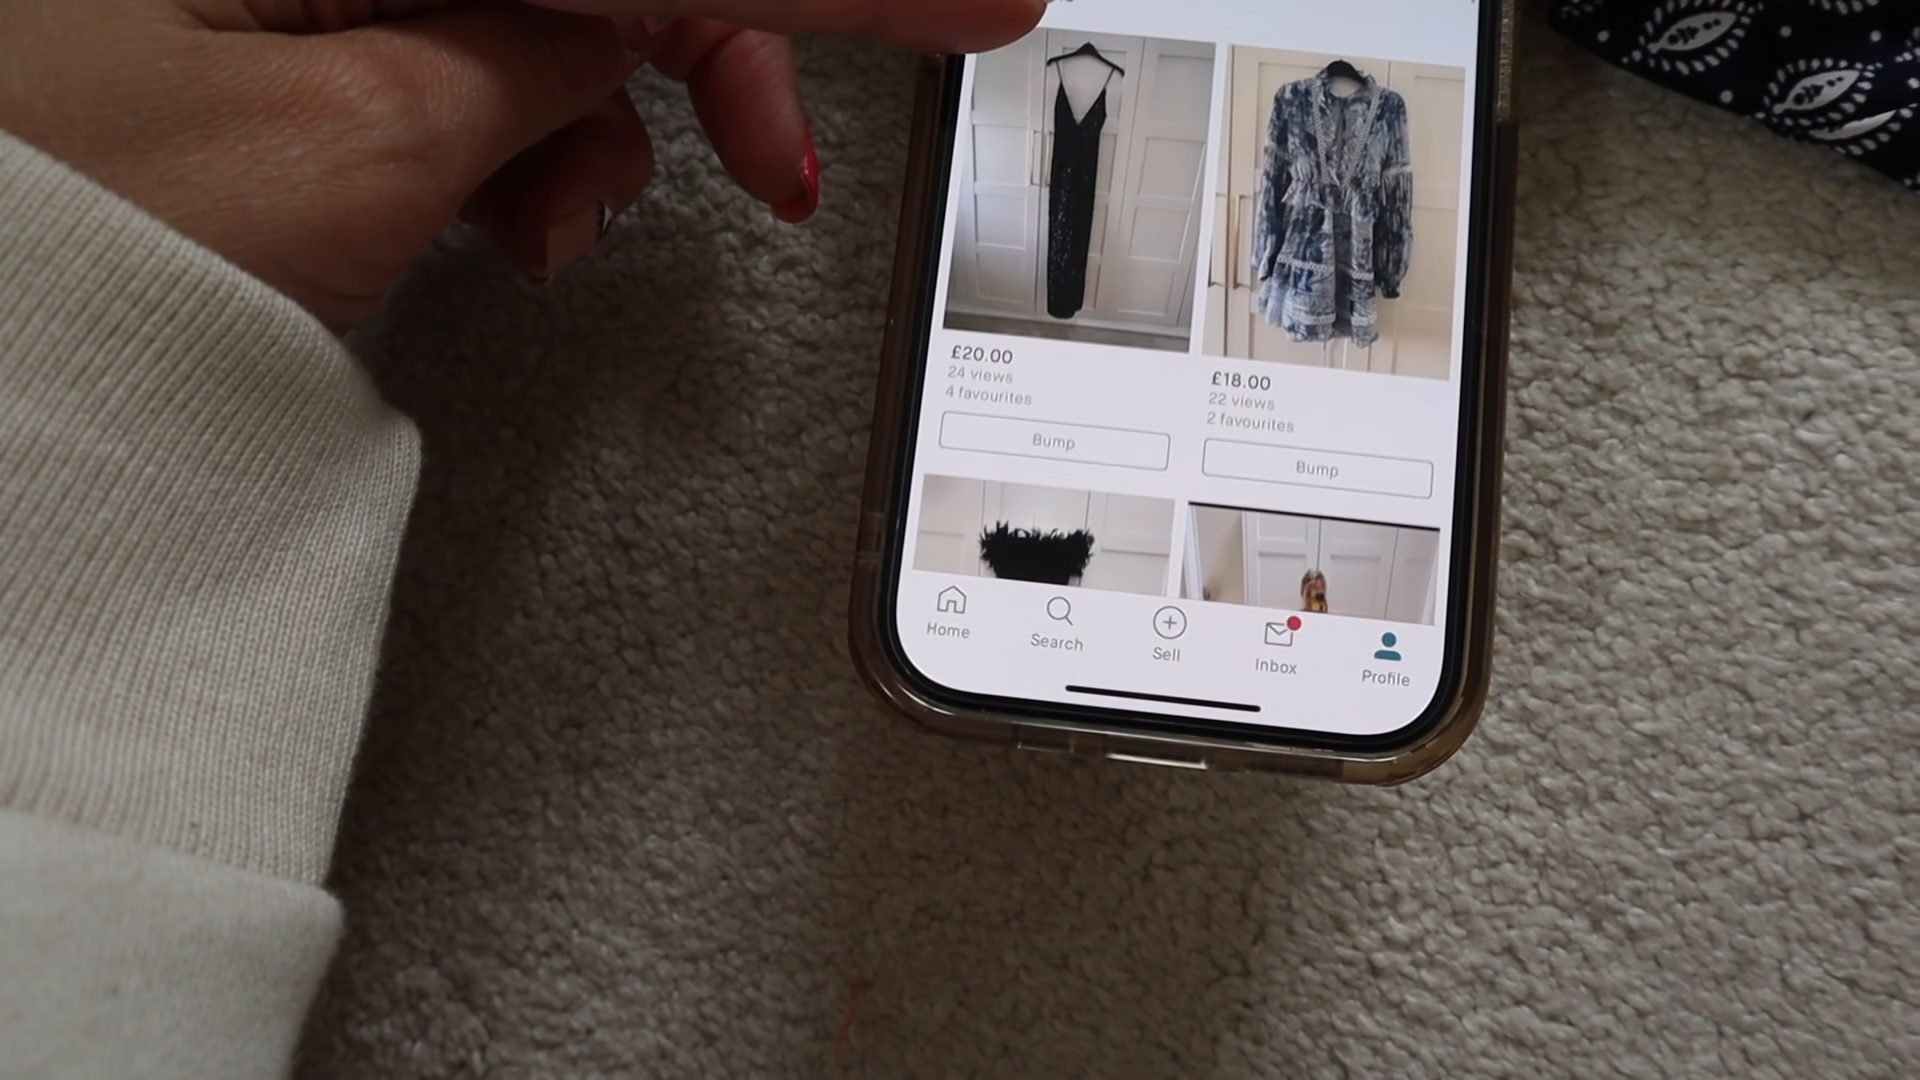 £20.00
24 views
4 favourites
Bump
£18.00
22 views
2 favourites
Bump
Home
Search
Sell
Inbox
Profile